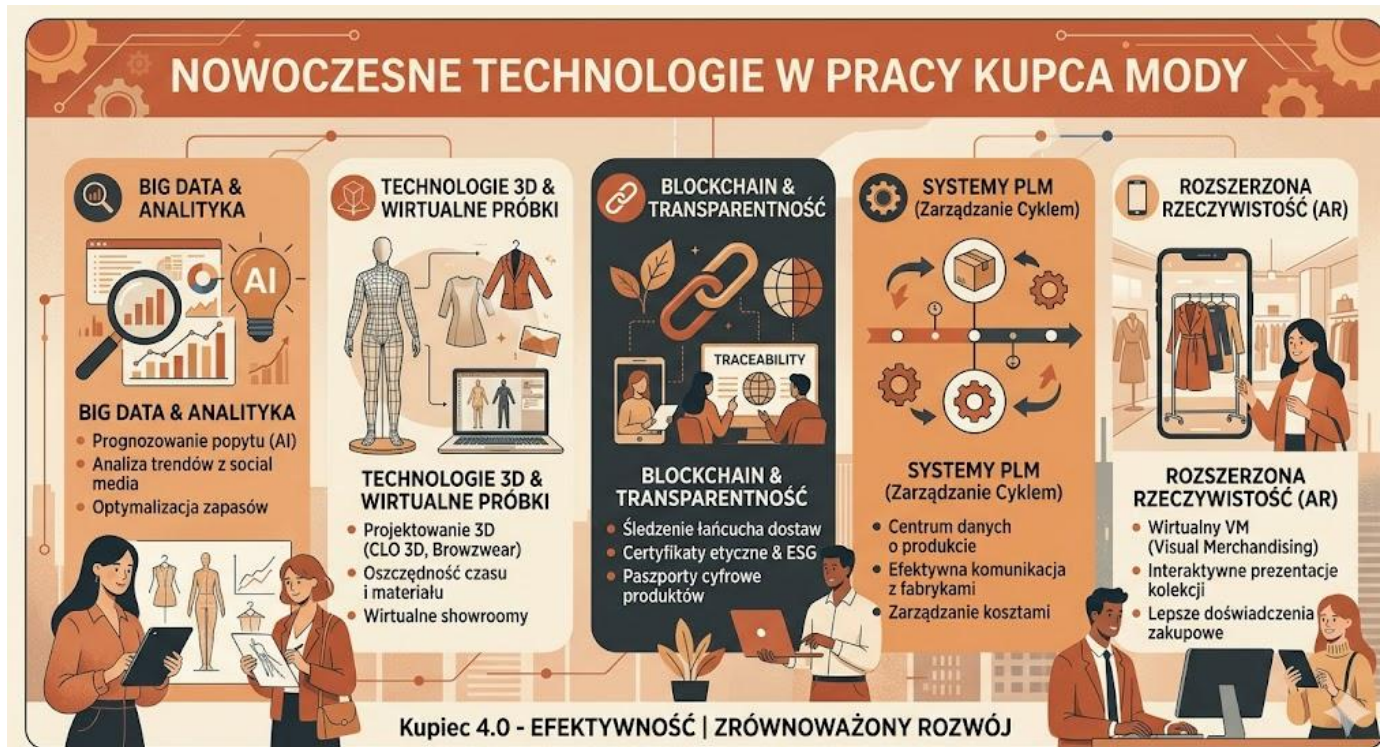 NOWOCZESNE TECHNOLOGIE W PRACY KUPCA MODY
BIG DATA &
ANALITYKA
AI
BIG DATA & ANALITYKA
• Prognozowanie popytu (AI)
• Analiza trendów z social
media
• Optymalizacja zapasów
TECHNOLOGIE 3D &
WIRTUALNE PRÓBKI
TECHNOLOGIE 3D &
WIRTUALNE PRÓBKI
• Projektowanie 3D
(CLO 3D, Browzwear)
• Oszczędność czasu
i materiału
• Wirtualne showroomy
BLOCKCHAIN &
TRANSPARENTNOŚĆ
TRACEABILITY
BLOCKCHAIN &
TRANSPARENTNOŚĆ
• Śledzenie łańcucha dostaw
• Certyfikaty etyczne & ESG
• Paszporty cyfrowe
produktów
SYSTEMY PLM
(Zarządzanie Cyklem)
SYSTEMY PLM
(Zarządzanie Cyklem)
• Centrum danych
o produkcie
• Efektywna komunikacja
z fabrykami
• Zarządzanie kosztami
ROZSZERZONA
RZECZYWISTOŚĆ (AR)
ROZSZERZONA
RZECZYWISTOŚĆ (AR)
• Wirtualny VM
(Visual Merchandising)
• Interaktywne prezentacje
kolekcji
• Lepsze doświadczenia
zakupowe
Kupiec 4.0 - EFEKTYWNOŚĆ | ZRÓWNOWAŻONY ROZWÓJ